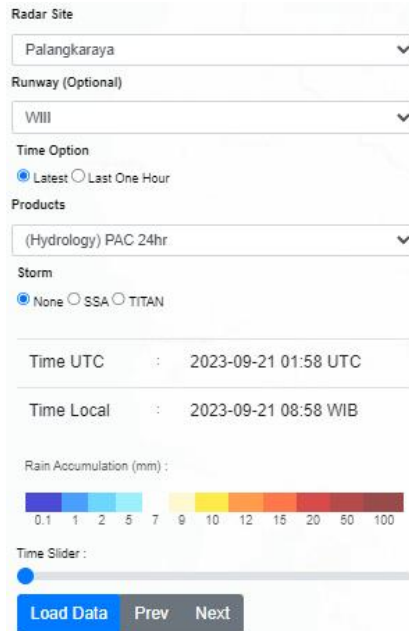 Radar Site
Palangkaraya
Runway (Optional)
WIII
Time Option
Latest Last One Hour
Products
(Hydrology) PAC 24hr
Storm
None SSA TITAN
Time UTC : 2023-09-21 01:58 UTC
Time Local : 2023-09-21 08:58 WIB
Rain Accumulation (mm) :
0.1 1 2 5 7 9 10 12 15 20 50 100
Time Slider :
Load Data Prev Next